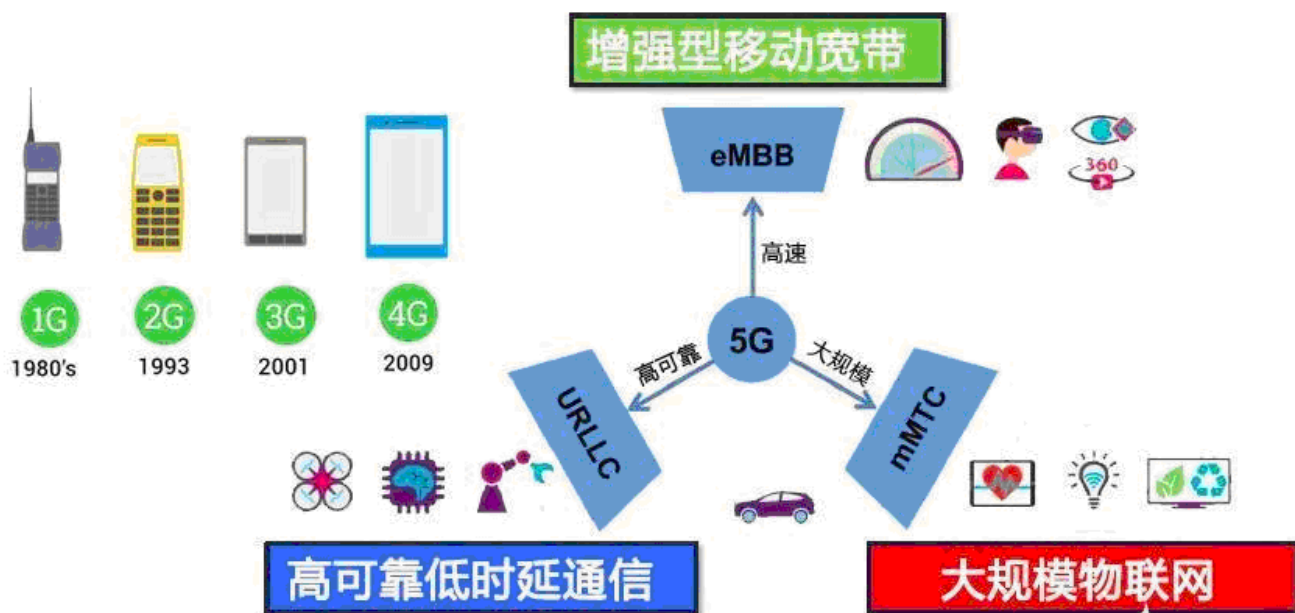 增强型移动宽带
eMBB
360
高速
1G
2G
3G
4G
1980's
1993
2001
2009
5G
高可靠
大规模
URLLC
mMTC
高可靠低时延通信
大规模物联网